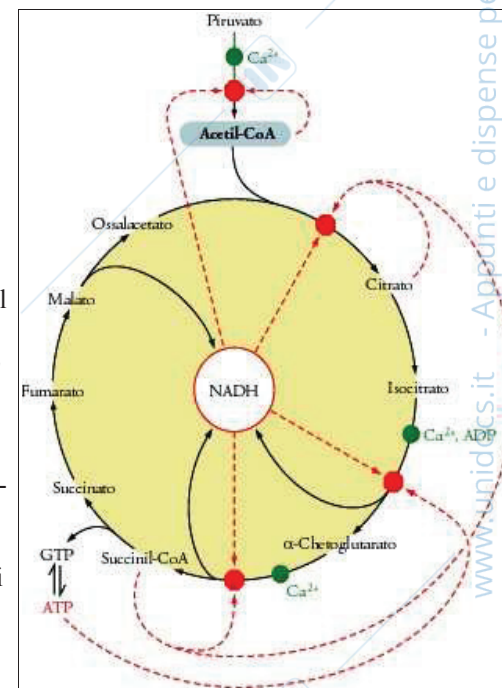 Piruvato
Ca²⁺
Acetil-CoA
Ossalacetato
Citrato
Malato
l
NADH
Fumarato
Isocitrato
Ca²⁺, ADP
Succinato
α-Chetoglutarato
GTP
Succinil-CoA
i
Ca²⁺
ATP
www.unidocs.it - Appunti e dispense pe